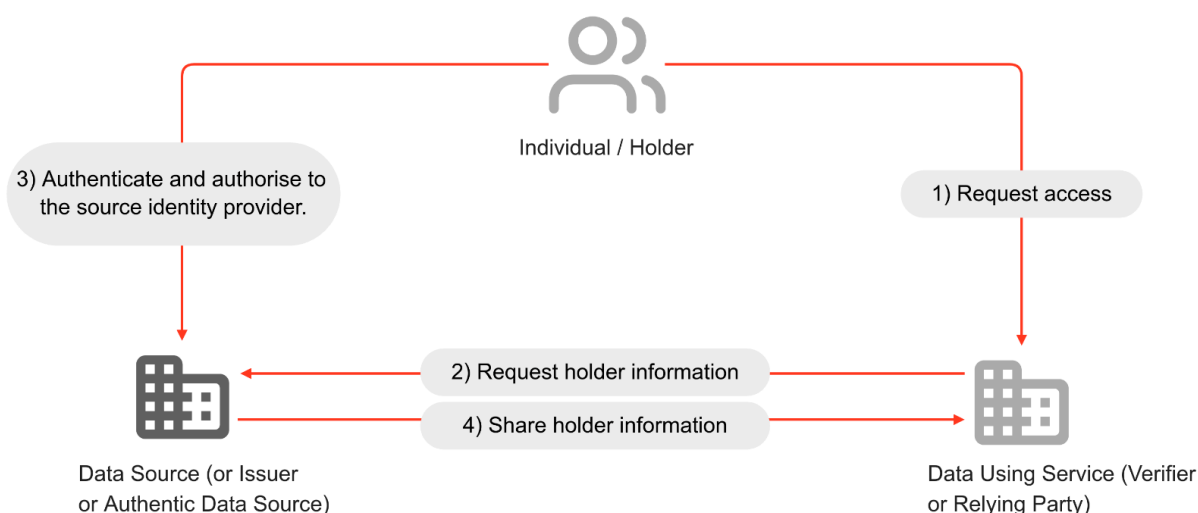 Individual / Holder
3) Authenticate and authorise to
the source identity provider.
1) Request access
2) Request holder information
4) Share holder information
Data Source (or Issuer
or Authentic Data Source)
Data Using Service (Verifier
or Relying Party)